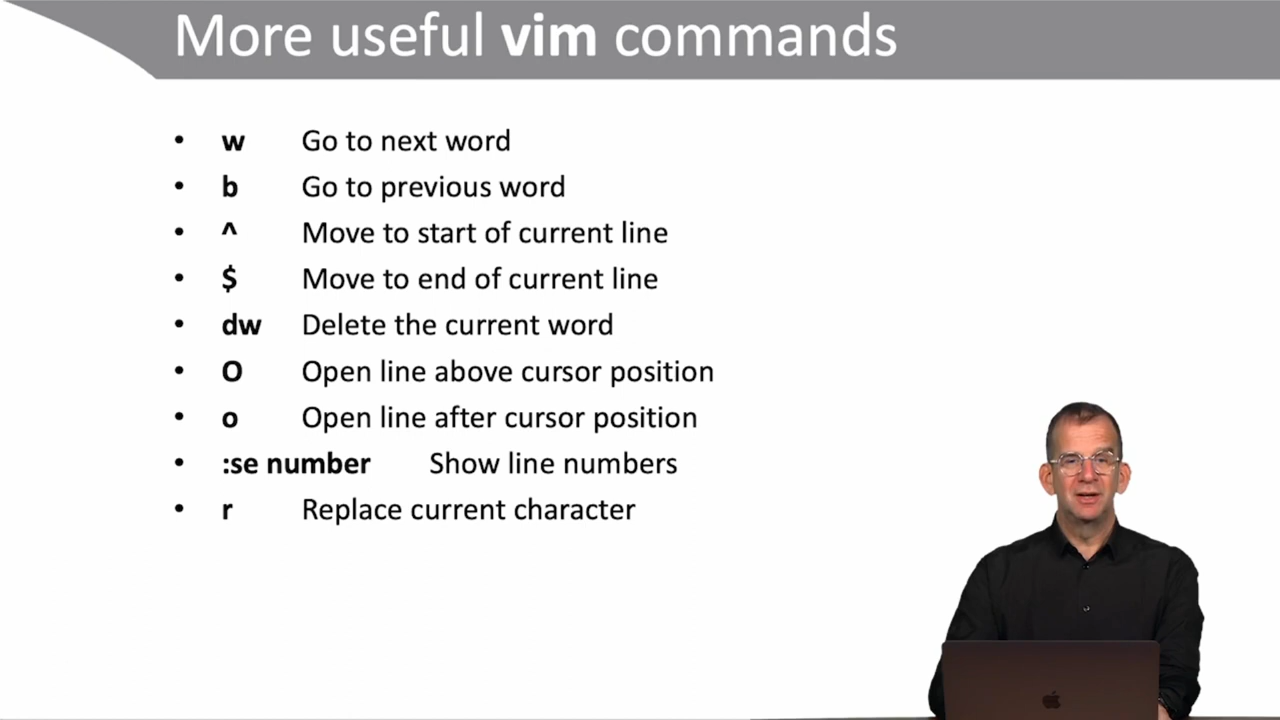 More useful vim commands
• w Go to next word
• b Go to previous word
• ^ Move to start of current line
• $ Move to end of current line
• dw Delete the current word
• O Open line above cursor position
• o Open line after cursor position
• :se number Show line numbers
• r Replace current character